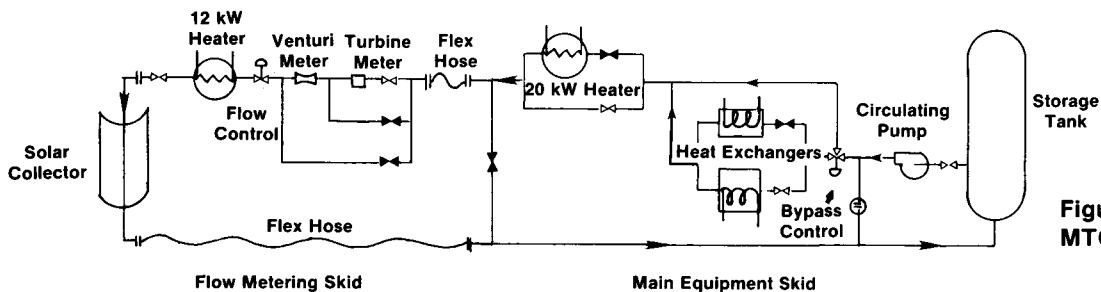 12 kW
Heater
Venturi
Meter
Turbine
Meter
Flex
Hose
20 kW Heater
Circulating
Pump
Storage
Tank
Flow
Control
Solar
Collector
Heat Exchangers
Bypass
Control
Flex Hose
Flow Metering Skid
Main Equipment Skid